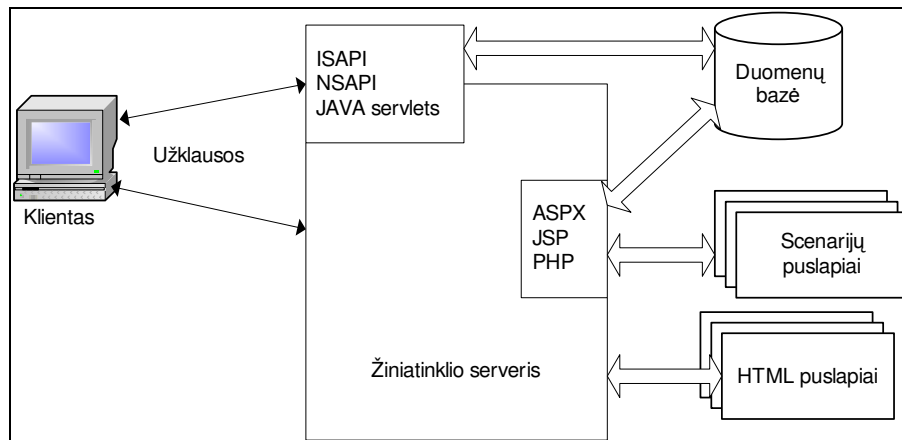 ISAPI
NSAPI
JAVA servlets
Duomenų
bazė
Užklausos
Klientas
ASPX
JSP
PHP
Scenarijų
puslapiai
Žiniatinklio serveris
HTML puslapiai